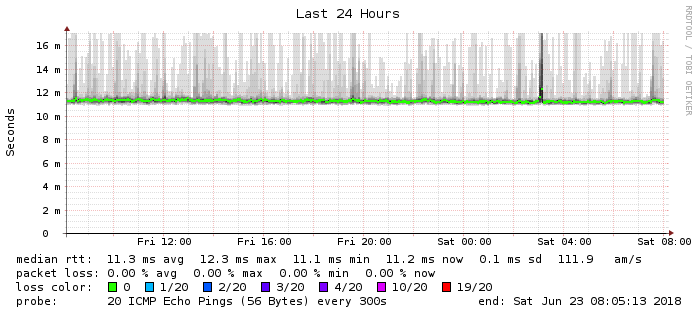 Last 24 Hours
RRDTOOL / TOBI OETIKER
Seconds
16 m
14 m
12 m
10 m
8 m
6 m
4 m
2 m
0
Fri 12:00 Fri 16:00 Fri 20:00 Sat 00:00 Sat 04:00 Sat 08:00
median rtt: 11.3 ms avg 12.3 ms max 11.1 ms min 11.2 ms now 0.1 ms sd 111.9 am/s
packet loss: 0.00 % avg 0.00 % max 0.00 % min 0.00 % now
loss color: 0 1/20 2/20 3/20 4/20 10/20 19/20
probe: 20 ICMP Echo Pings (56 Bytes) every 300s end: Sat Jun 23 08:05:13 2018